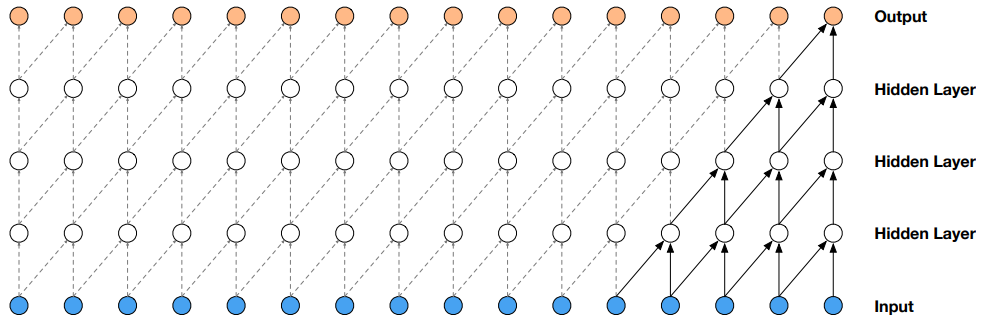 Output
Hidden Layer
Hidden Layer
Hidden Layer
Input